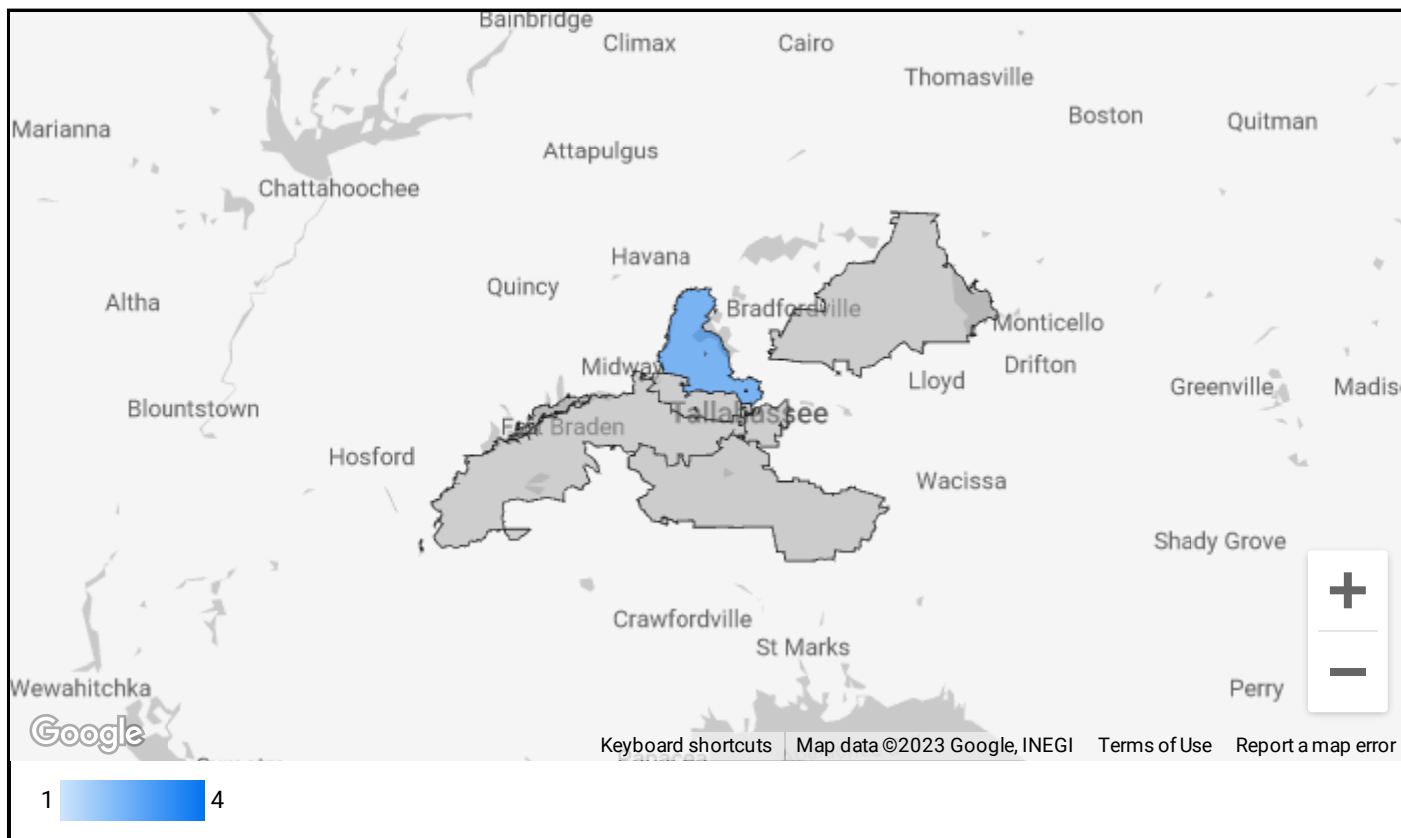 Bainbridge
Climax
Cairo
Thomasville
Boston
Quitman
Marianna
Attapulgus
Chattahoochee
Havana
Quincy
Altha
Bradfordville
Monticello
Midway
Drifton
Lloyd
Greenville
Blountstown
Tallahassee
Braden
Hosford
Wacissa
Shady Grove
Crawfordville
St Marks
Wewahitchka
Perry
Google
Keyboard shortcuts Map data ©2023 Google, INEGI Terms of Use Report a map error
1 4